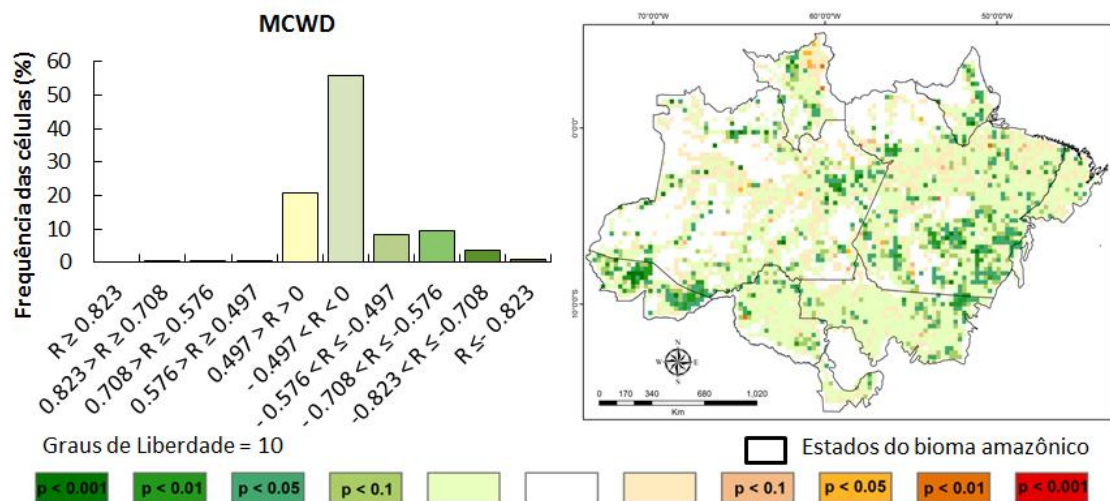 MCWD
Frequência das células (%)
60
50
40
30
20
10
0
R ≥ 0.823
0.823 > R ≥ 0.708
0.708 > R ≥ 0.576
0.576 > R ≥ 0.497
0.497 > R > 0
- 0.497 < R < 0
- 0.576 < R ≤ -0.497
-0.708 < R ≤ -0.576
-0.823 < R ≤ -0.708
R ≤- 0.823
70°0'0"W
60°0'0"W
50°0'0"W
0°0'0"
10°0'0"S
N
W
E
S
0 170 340 680 1,020
Km
Graus de Liberdade = 10
Estados do bioma amazônico
p < 0.001 p < 0.01 p < 0.05 p < 0.1 p < 0.1 p < 0.05 p < 0.01 p < 0.001